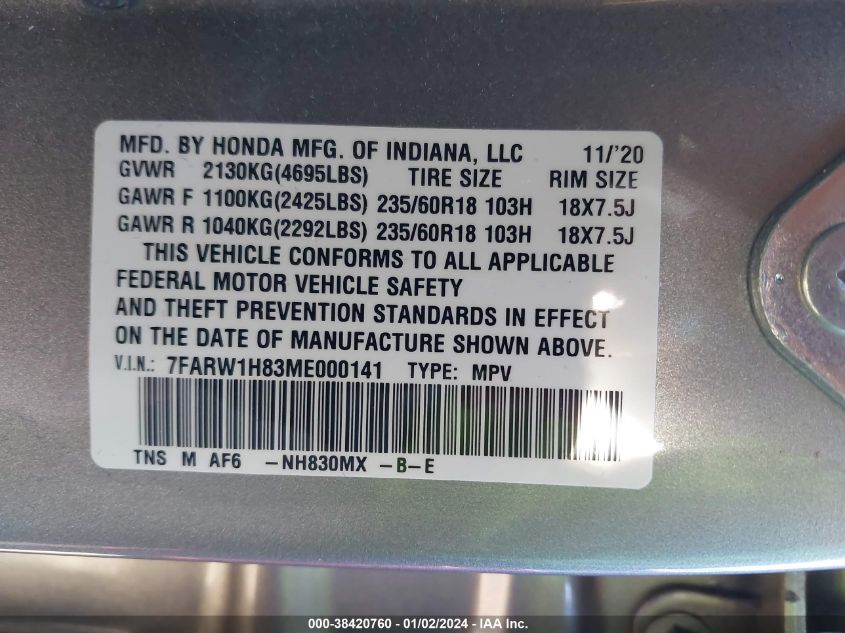 MFD. BY HONDA MFG. OF INDIANA, LLC 11/'20
GVWR 2130KG(4695LBS) TIRE SIZE RIM SIZE
GAWR F 1100KG(2425LBS) 235/60R18 103H 18X7.5J
GAWR R 1040KG(2292LBS) 235/60R18 103H 18X7.5J
THIS VEHICLE CONFORMS TO ALL APPLICABLE
FEDERAL MOTOR VEHICLE SAFETY
AND THEFT PREVENTION STANDARDS IN EFFECT
ON THE DATE OF MANUFACTURE SHOWN ABOVE.
V.I.N.: 7FARW1H83ME000141 TYPE: MPV
TNS M AF6 -NH830MX -B-E
000-38420760 - 01/02/2024 - IAA Inc.